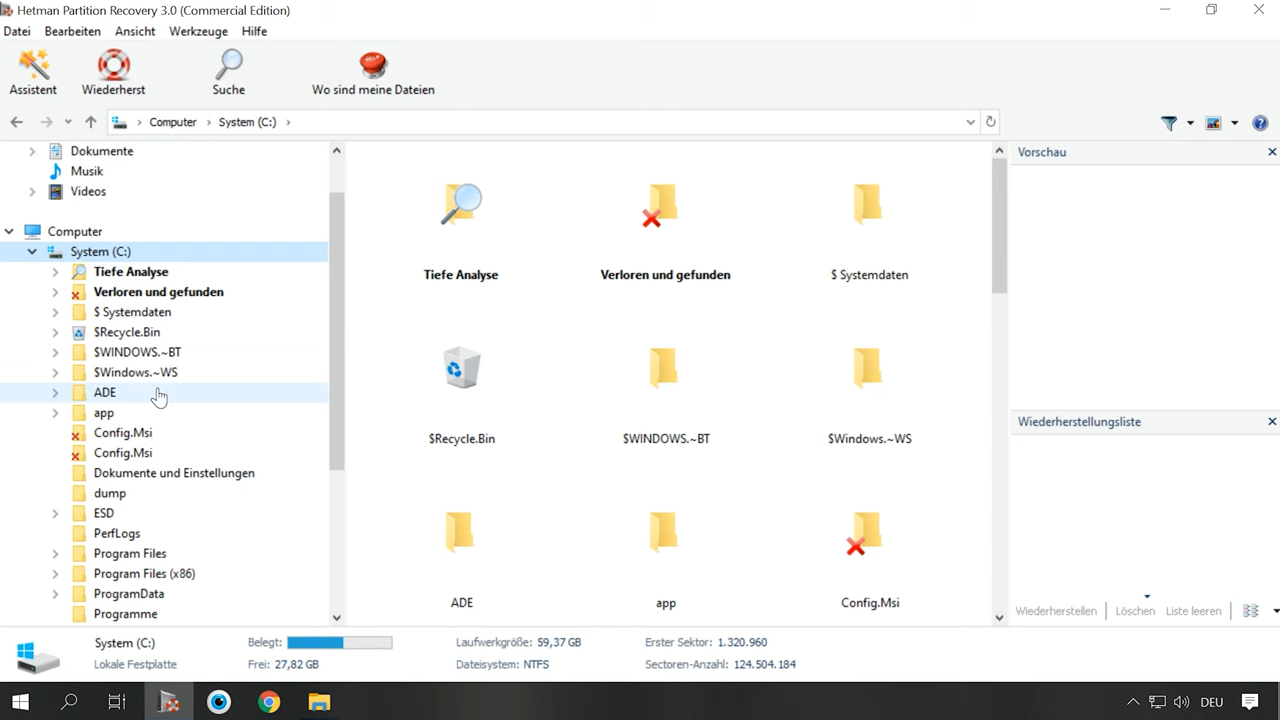 Hetman Partition Recovery 3.0 (Commercial Edition)
Datei Bearbeiten Ansicht Werkzeuge Hilfe
Assistent Wiederherst Suche Wo sind meine Dateien
Computer System (C:)
Dokumente
Musik
Videos
Computer
System (C:)
Tiefe Analyse
Verloren und gefunden
$ Systemdaten
$Recycle.Bin
$WINDOWS.~BT
$Windows.~WS
ADE
app
Config.Msi
Config.Msi
Dokumente und Einstellungen
dump
ESD
PerfLogs
Program Files
Program Files (x86)
ProgramData
Programme
Tiefe Analyse Verloren und gefunden $ Systemdaten
$Recycle.Bin $WINDOWS.~BT $Windows.~WS
ADE app Config.Msi
Vorschau
Wiederherstellungsliste
Wiederherstellen Löschen Liste leeren
System (C:) Belegt: Laufwerkgröße: 59,37 GB Erster Sektor: 1.320.960
Lokale Festplatte Frei: 27,82 GB Dateisystem: NTFS Sectoren-Anzahl: 124.504.184
DEU